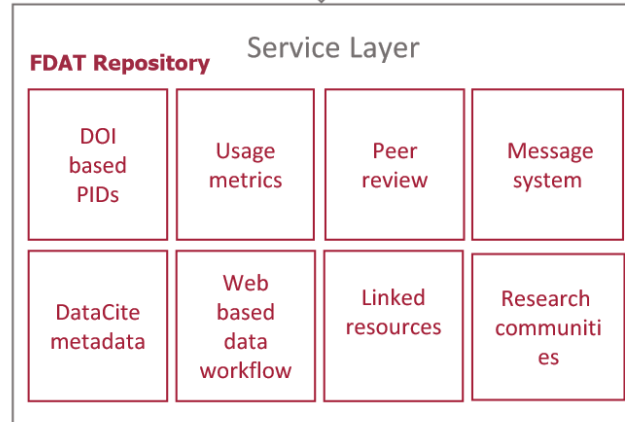 Service Layer
FDAT Repository
DOI
based
PIDs
Usage
metrics
Peer
review
Message
system
DataCite
metadata
Web
based
data
workflow
Linked
resources
Research
communiti
es